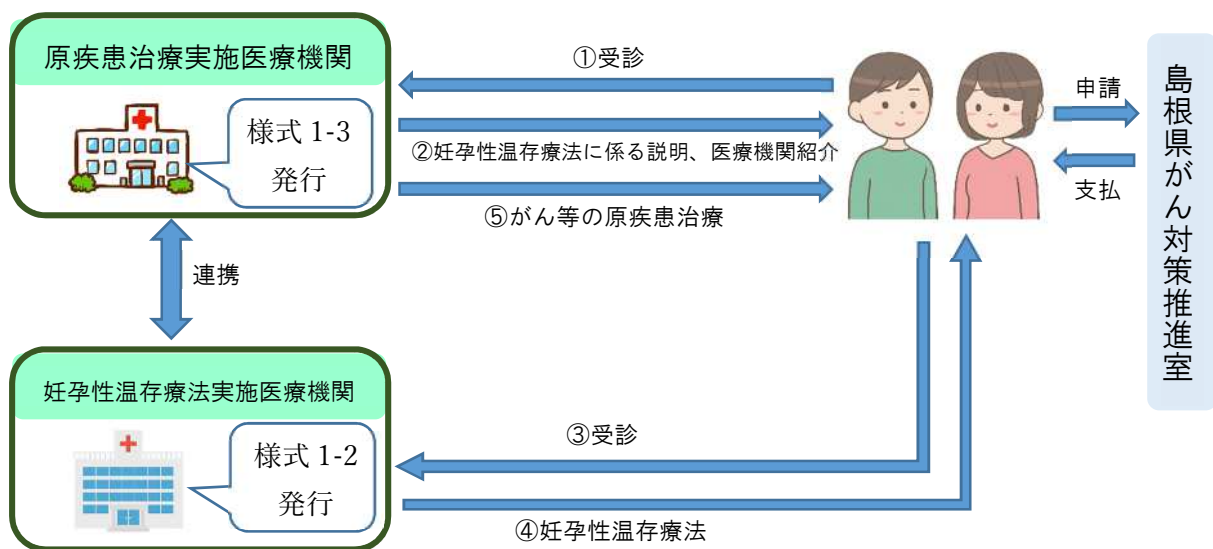 原疾患治療実施医療機関
様式 1-3
発行
①受診
②妊孕性温存療法に係る説明、医療機関紹介
⑤がん等の原疾患治療
申請
支払
島根県がん対策推進室
連携
妊孕性温存療法実施医療機関
様式 1-2
発行
③受診
④妊孕性温存療法